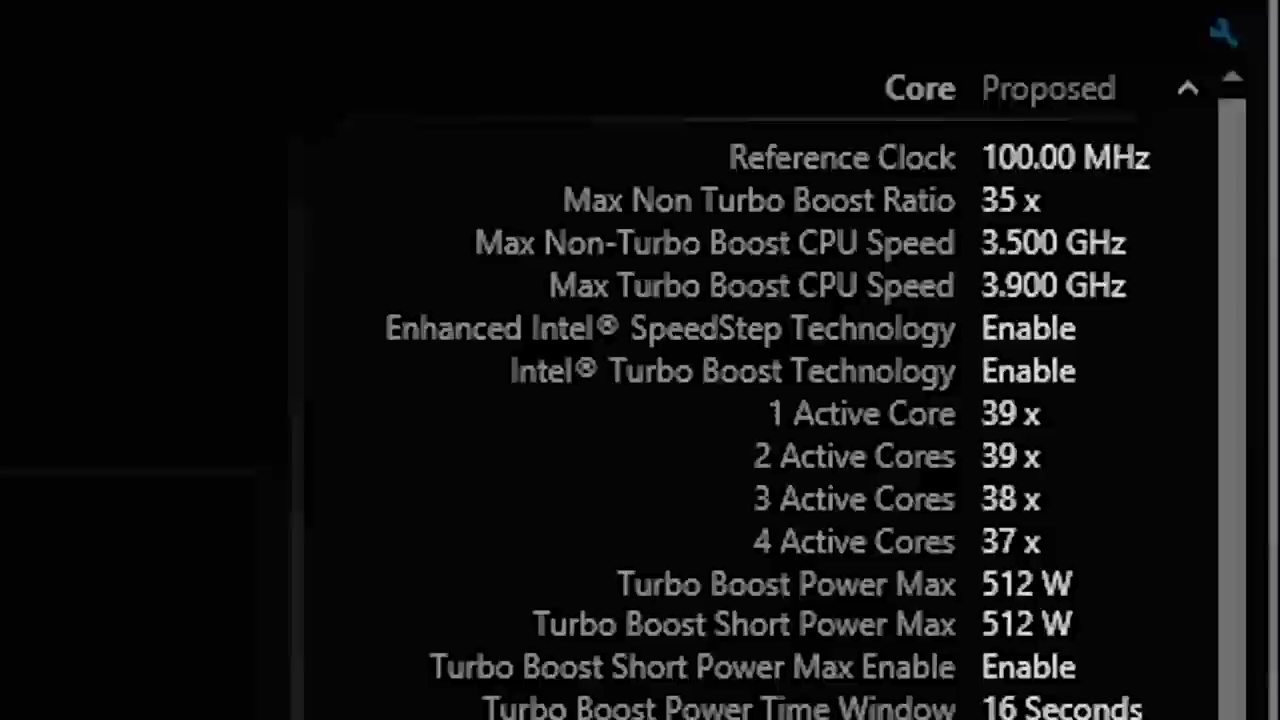 Core Proposed
Reference Clock 100.00 MHz
Max Non Turbo Boost Ratio 35 x
Max Non-Turbo Boost CPU Speed 3.500 GHz
Max Turbo Boost CPU Speed 3.900 GHz
Enhanced Intel® SpeedStep Technology Enable
Intel® Turbo Boost Technology Enable
1 Active Core 39 x
2 Active Cores 39 x
3 Active Cores 38 x
4 Active Cores 37 x
Turbo Boost Power Max 512 W
Turbo Boost Short Power Max 512 W
Turbo Boost Short Power Max Enable Enable
Turbo Boost Power Time Window 16 Seconds